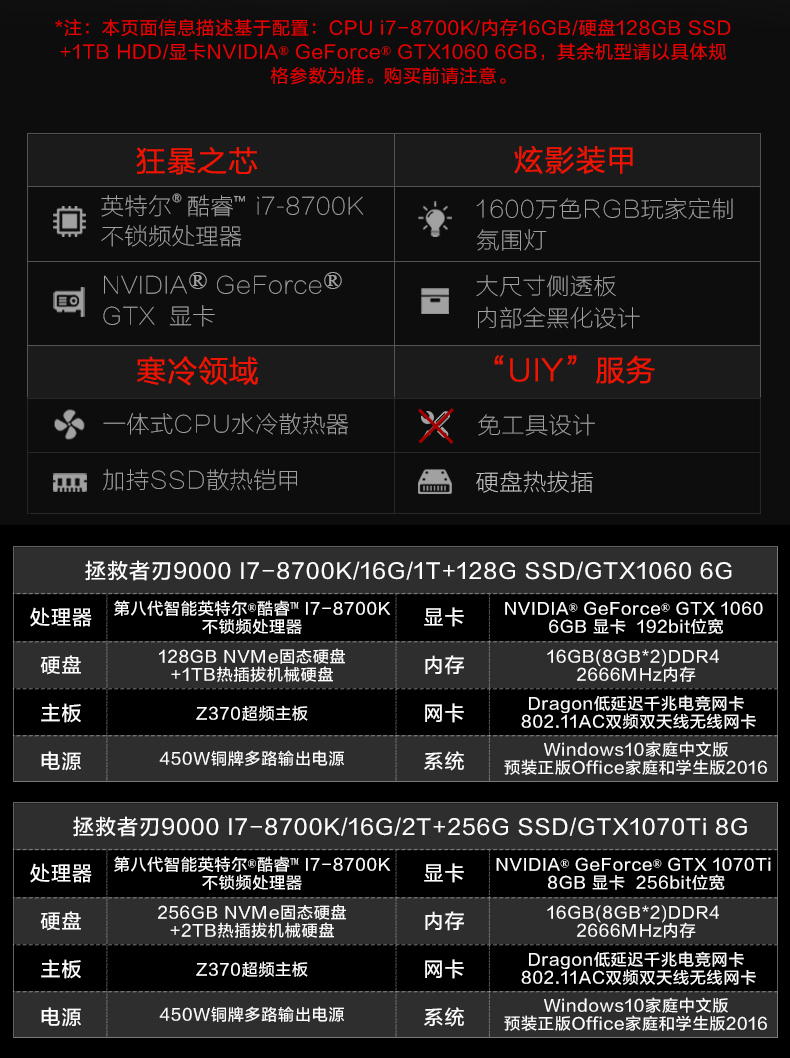 *注：本页面信息描述基于配置：CPU i7-8700K/内存16GB/硬盘128GB SSD
+1TB HDD/显卡NVIDIA® GeForce® GTX1060 6GB，其余机型请以具体规
格参数为准。购买前请注意。
狂暴之芯
炫影装甲
英特尔®酷睿™ i7-8700K
不锁频处理器
1600万色RGB玩家定制
氛围灯
NVIDIA® GeForce®
GTX 显卡
大尺寸侧透板
内部全黑化设计
寒冷领域
“UIY”服务
一体式CPU水冷散热器
免工具设计
加持SSD散热铠甲
硬盘热拔插
拯救者刃9000 I7-8700K/16G/1T+128G SSD/GTX1060 6G
处理器
第八代智能英特尔®酷睿™ I7-8700K
不锁频处理器
显卡
NVIDIA® GeForce® GTX 1060
6GB 显卡 192bit位宽
硬盘
128GB NVMe固态硬盘
+1TB热插拔机械硬盘
内存
16GB(8GB*2)DDR4
2666MHz内存
主板
Z370超频主板
网卡
Dragon低延迟千兆电竞网卡
802.11AC双频双天线无线网卡
电源
450W铜牌多路输出电源
系统
Windows10家庭中文版
预装正版Office家庭和学生版2016
拯救者刃9000 I7-8700K/16G/2T+256G SSD/GTX1070Ti 8G
处理器
第八代智能英特尔®酷睿™ I7-8700K
不锁频处理器
显卡
NVIDIA® GeForce® GTX 1070Ti
8GB 显卡 256bit位宽
硬盘
256GB NVMe固态硬盘
+2TB热插拔机械硬盘
内存
16GB(8GB*2)DDR4
2666MHz内存
主板
Z370超频主板
网卡
Dragon低延迟千兆电竞网卡
802.11AC双频双天线无线网卡
电源
450W铜牌多路输出电源
系统
Windows10家庭中文版
预装正版Office家庭和学生版2016